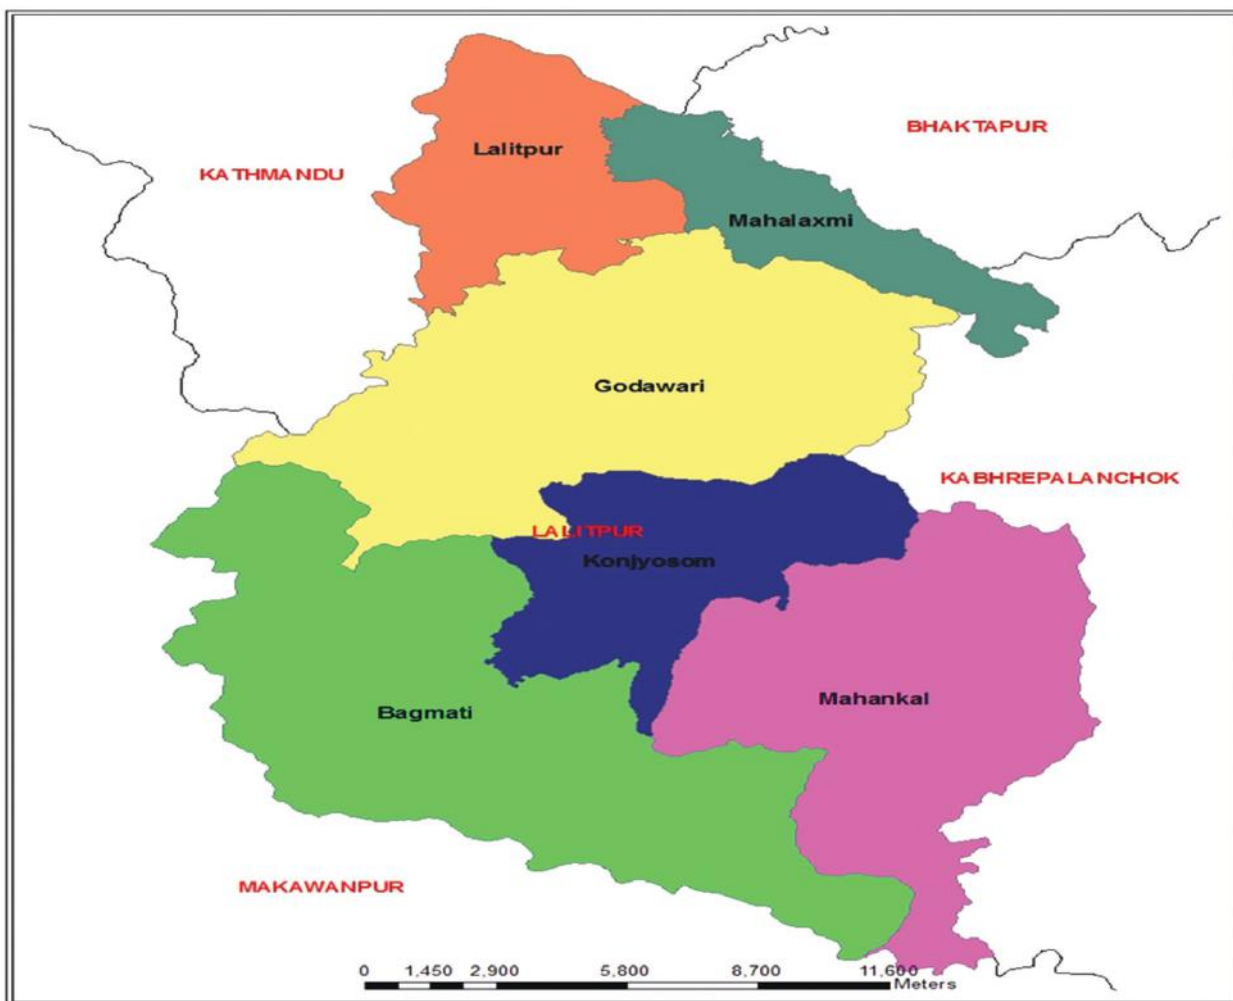 BHAKTAPUR
Lalitpur
KATHMANDU
Mahalaxmi
Godawari
KABHREPALANCHOK
LALITPUR
Konjyosom
Mahankal
Bagmati
MAKAWANPUR
0 1,450 2,900 5,800 8,700 11,600
Meters